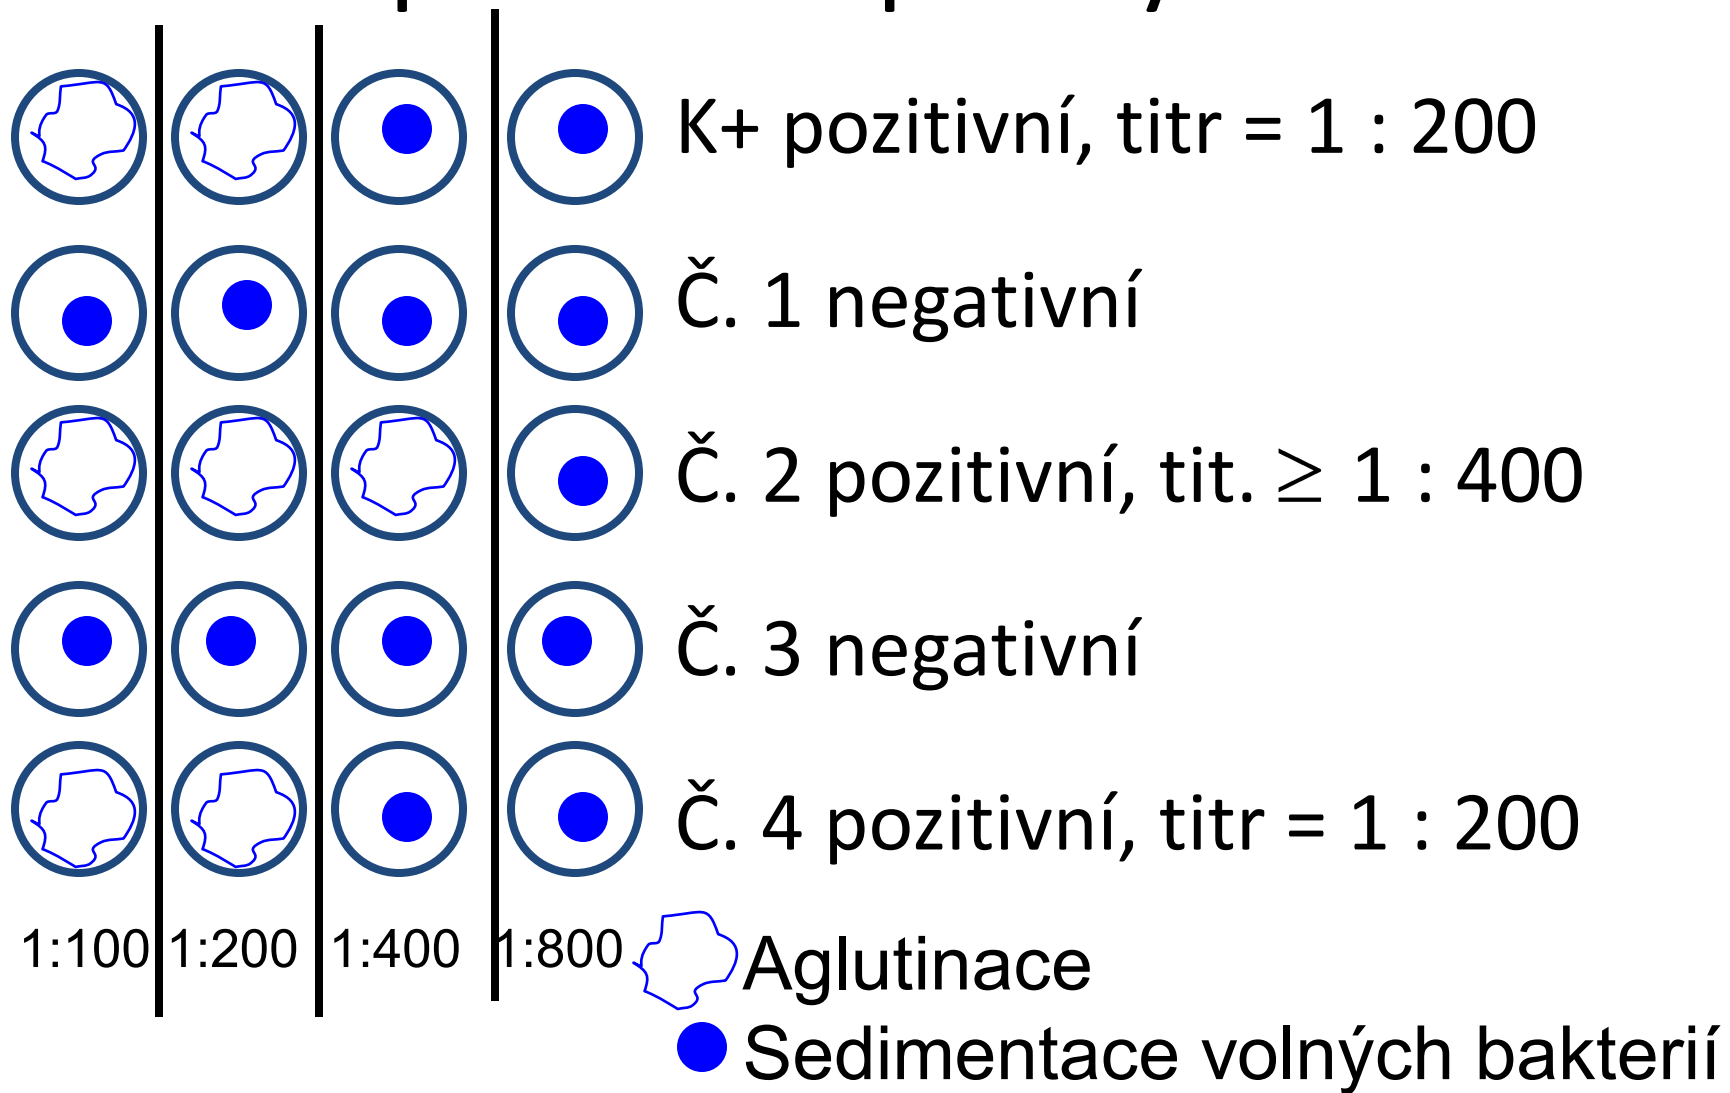 K+ pozitivní, titr = 1 : 200
Č. 1 negativní
Č. 2 pozitivní, tit. ≥ 1 : 400
Č. 3 negativní
Č. 4 pozitivní, titr = 1 : 200
1:100 1:200 1:400 1:800
Aglutinace
Sedimentace volných bakterií